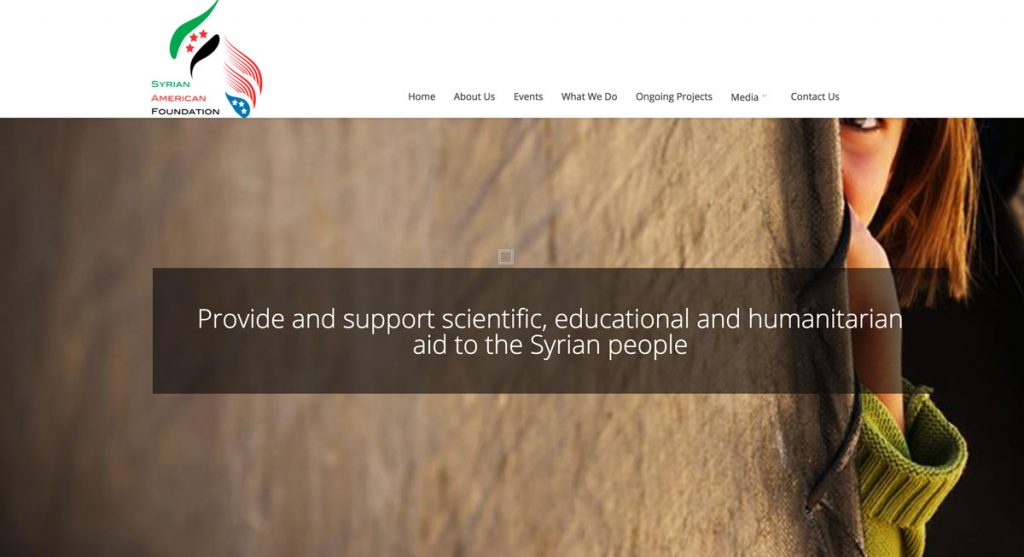 Syrian
American
Foundation
Home About Us Events What We Do Ongoing Projects Media Contact Us
Provide and support scientific, educational and humanitarian
aid to the Syrian people